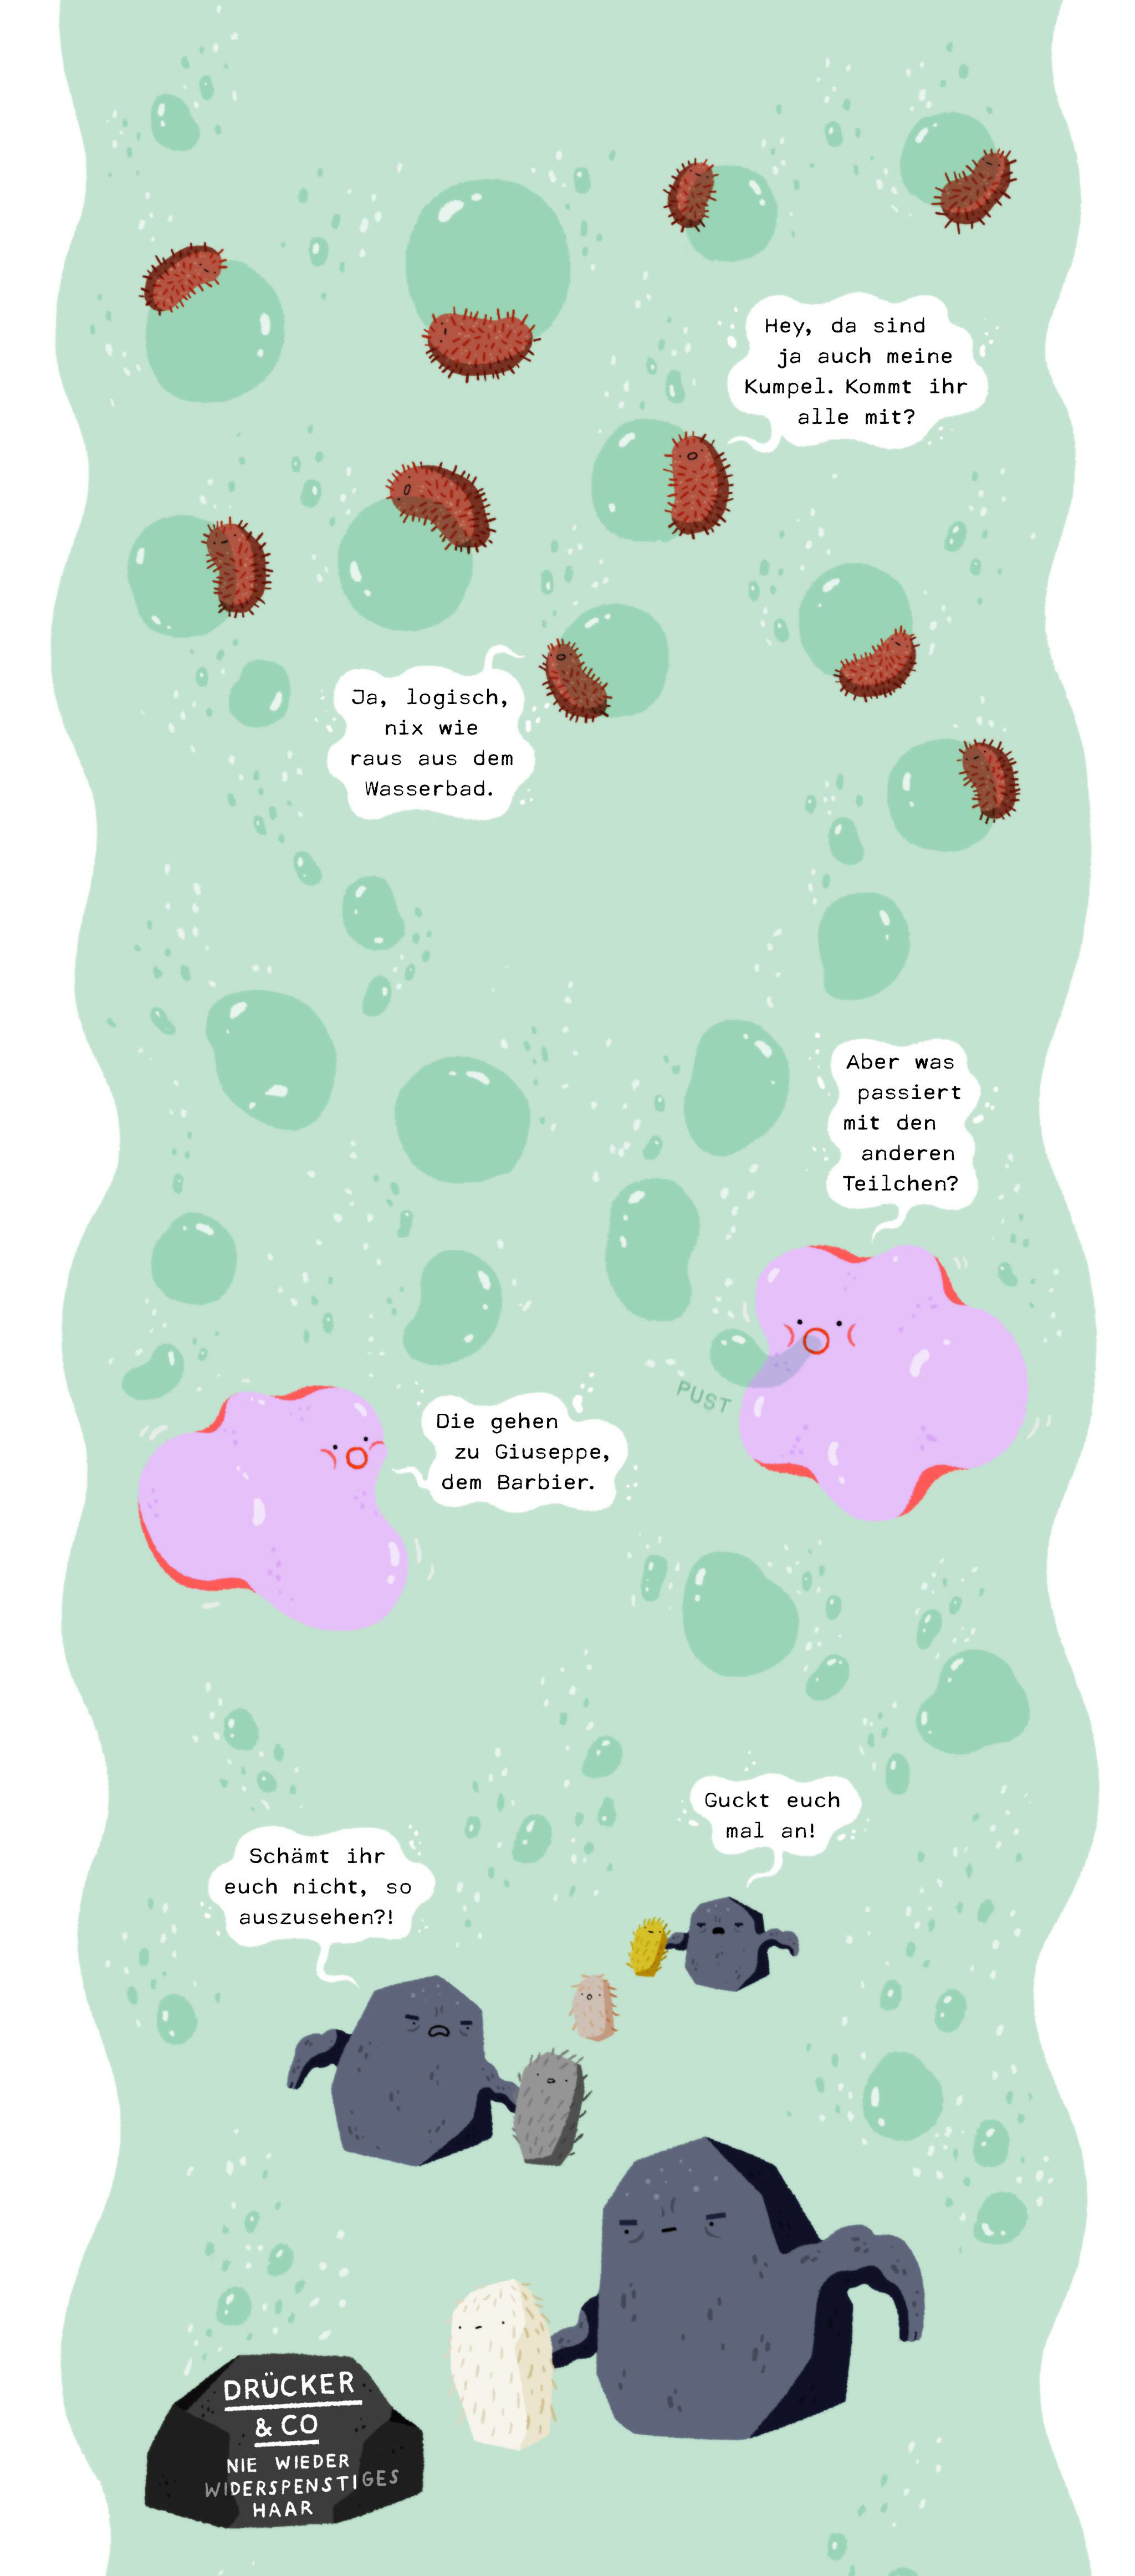 Hey, da sind
ja auch meine
Kumpel. Kommt ihr
alle mit?
Ja, logisch,
nix wie
raus aus dem
Wasserbad.
Aber was
passiert
mit den
anderen
Teilchen?
PUST
Die gehen
zu Giuseppe,
dem Barbier.
Guckt euch
mal an!
Schämt ihr
euch nicht, so
auszusehen?!
DRÜCKER
& CO
NIE WIEDER
WIDERSPENSTIGES
HAAR